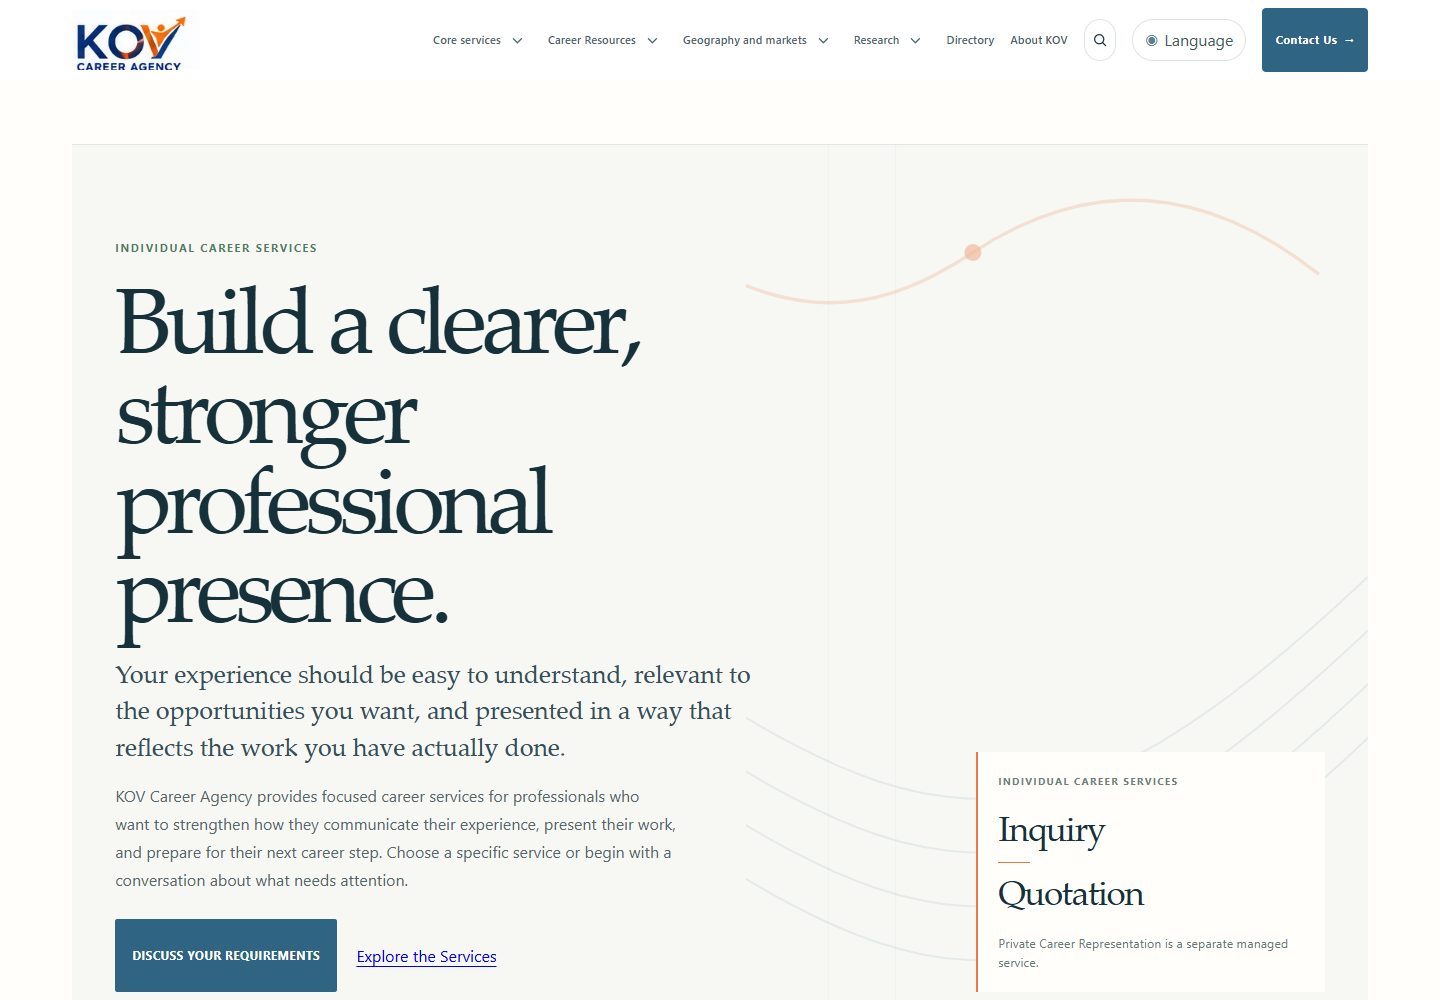 KOV
CAREER AGENCY
Core services
Career Resources
Geography and markets
Research
Directory
About KOV
Language
Contact Us →
INDIVIDUAL CAREER SERVICES
Build a clearer,
stronger
professional
presence.
Your experience should be easy to understand, relevant to
the opportunities you want, and presented in a way that
reflects the work you have actually done.
KOV Career Agency provides focused career services for professionals who
want to strengthen how they communicate their experience, present their work,
and prepare for their next career step. Choose a specific service or begin with a
conversation about what needs attention.
DISCUSS YOUR REQUIREMENTS
Explore the Services
INDIVIDUAL CAREER SERVICES
Inquiry
Quotation
Private Career Representation is a separate managed
service.